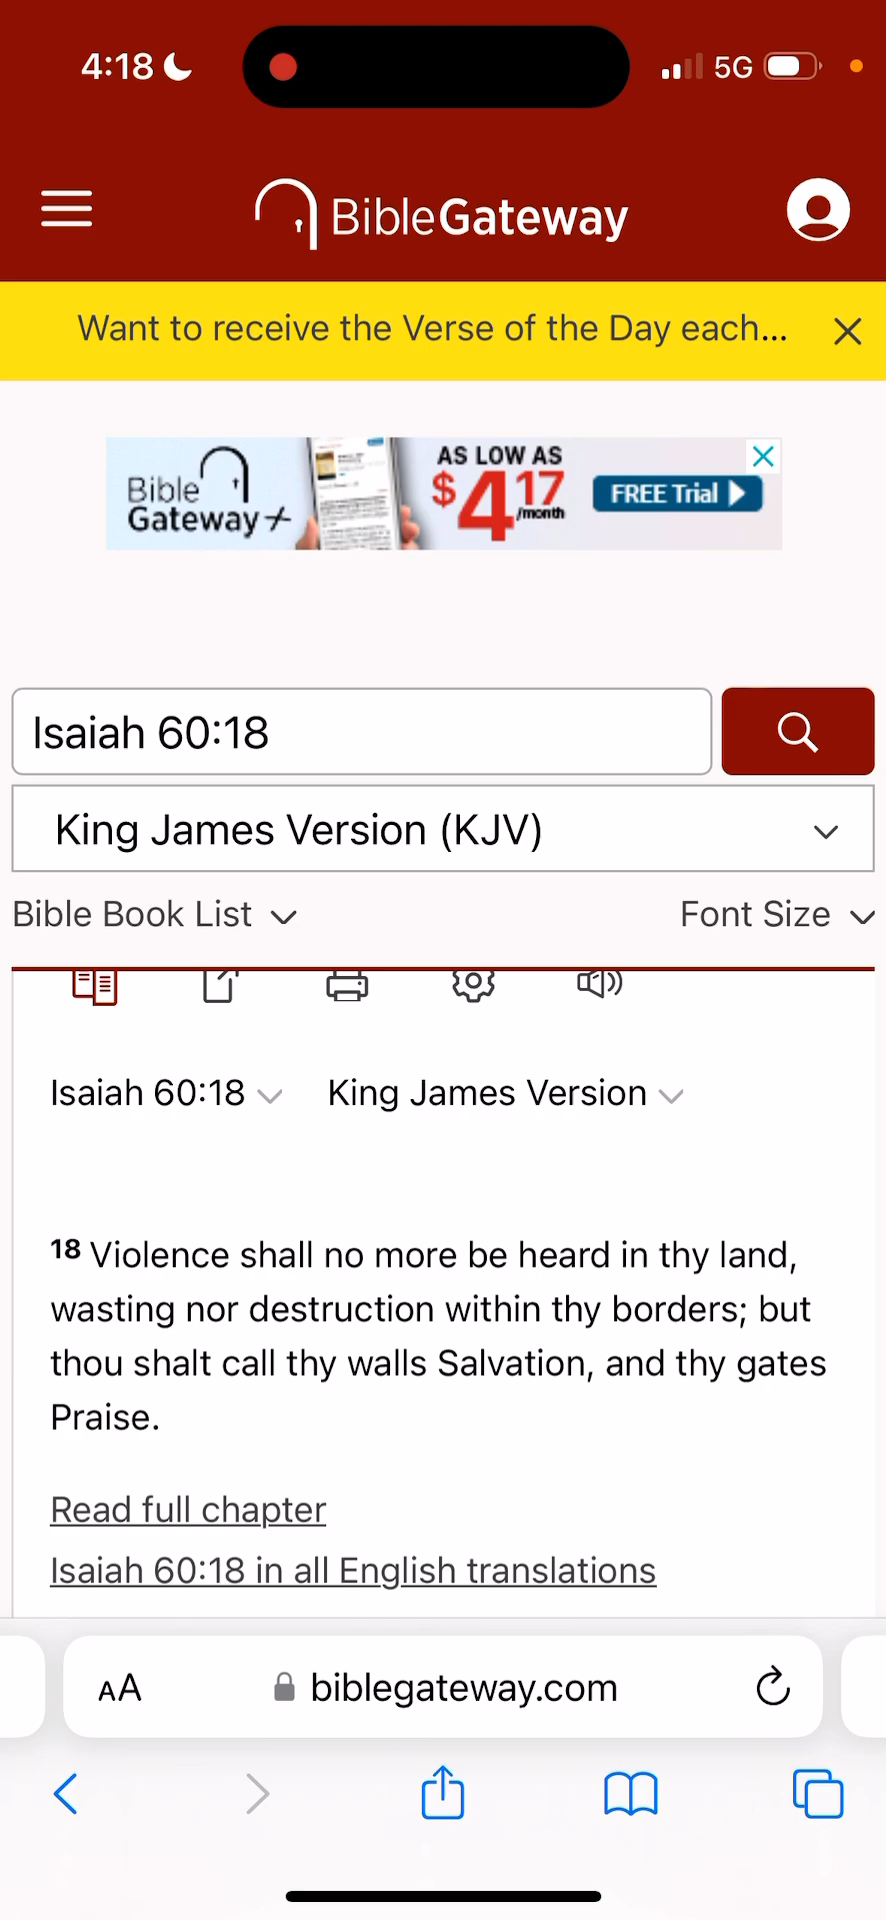 4:18 5G
BibleGateway
Want to receive the Verse of the Day each...
Bible
Gateway+
AS LOW AS
$4.17
/month
FREE Trial
Isaiah 60:18
King James Version (KJV)
Bible Book List Font Size
Isaiah 60:18 King James Version
18 Violence shall no more be heard in thy land,
wasting nor destruction within thy borders; but
thou shalt call thy walls Salvation, and thy gates
Praise.
Read full chapter
Isaiah 60:18 in all English translations
AA biblegateway.com